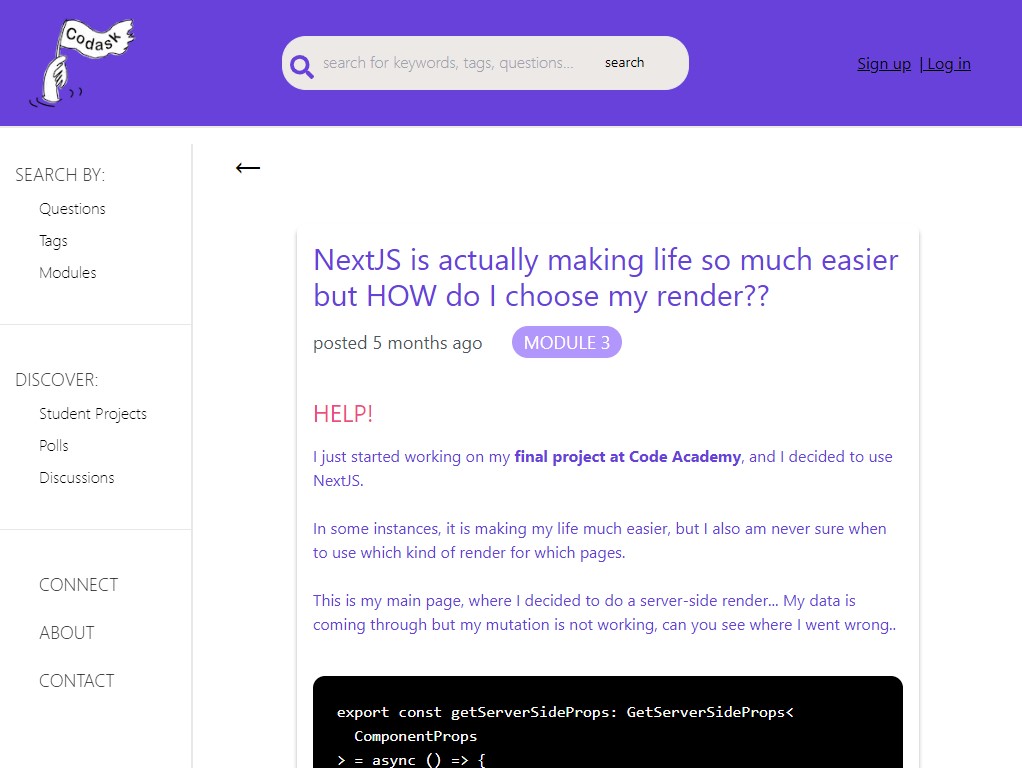 Codask
search for keywords, tags, questions...
search
Sign up | Log in
SEARCH BY:
Questions
Tags
Modules
DISCOVER:
Student Projects
Polls
Discussions
CONNECT
ABOUT
CONTACT
NextJS is actually making life so much easier
but HOW do I choose my render??
posted 5 months ago
MODULE 3
HELP!
I just started working on my final project at Code Academy, and I decided to use
NextJS.
In some instances, it is making my life much easier, but I also am never sure when
to use which kind of render for which pages.
This is my main page, where I decided to do a server-side render... My data is
coming through but my mutation is not working, can you see where I went wrong..
export const getServerSideProps: GetServerSideProps<
ComponentProps
> = async () => {